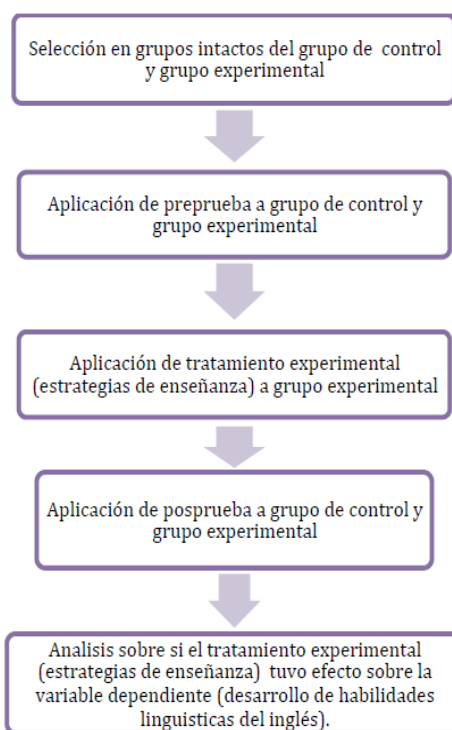 Selección en grupos intactos del grupo de control
y grupo experimental
Aplicación de preprueba a grupo de control y
grupo experimental
Aplicación de tratamiento experimental
(estrategias de enseñanza) a grupo experimental
Aplicación de posprueba a grupo de control y
grupo experimental
Analisis sobre si el tratamiento experimental
(estrategias de enseñanza) tuvo efecto sobre la
variable dependiente (desarrollo de habilidades
linguisticas del inglés).